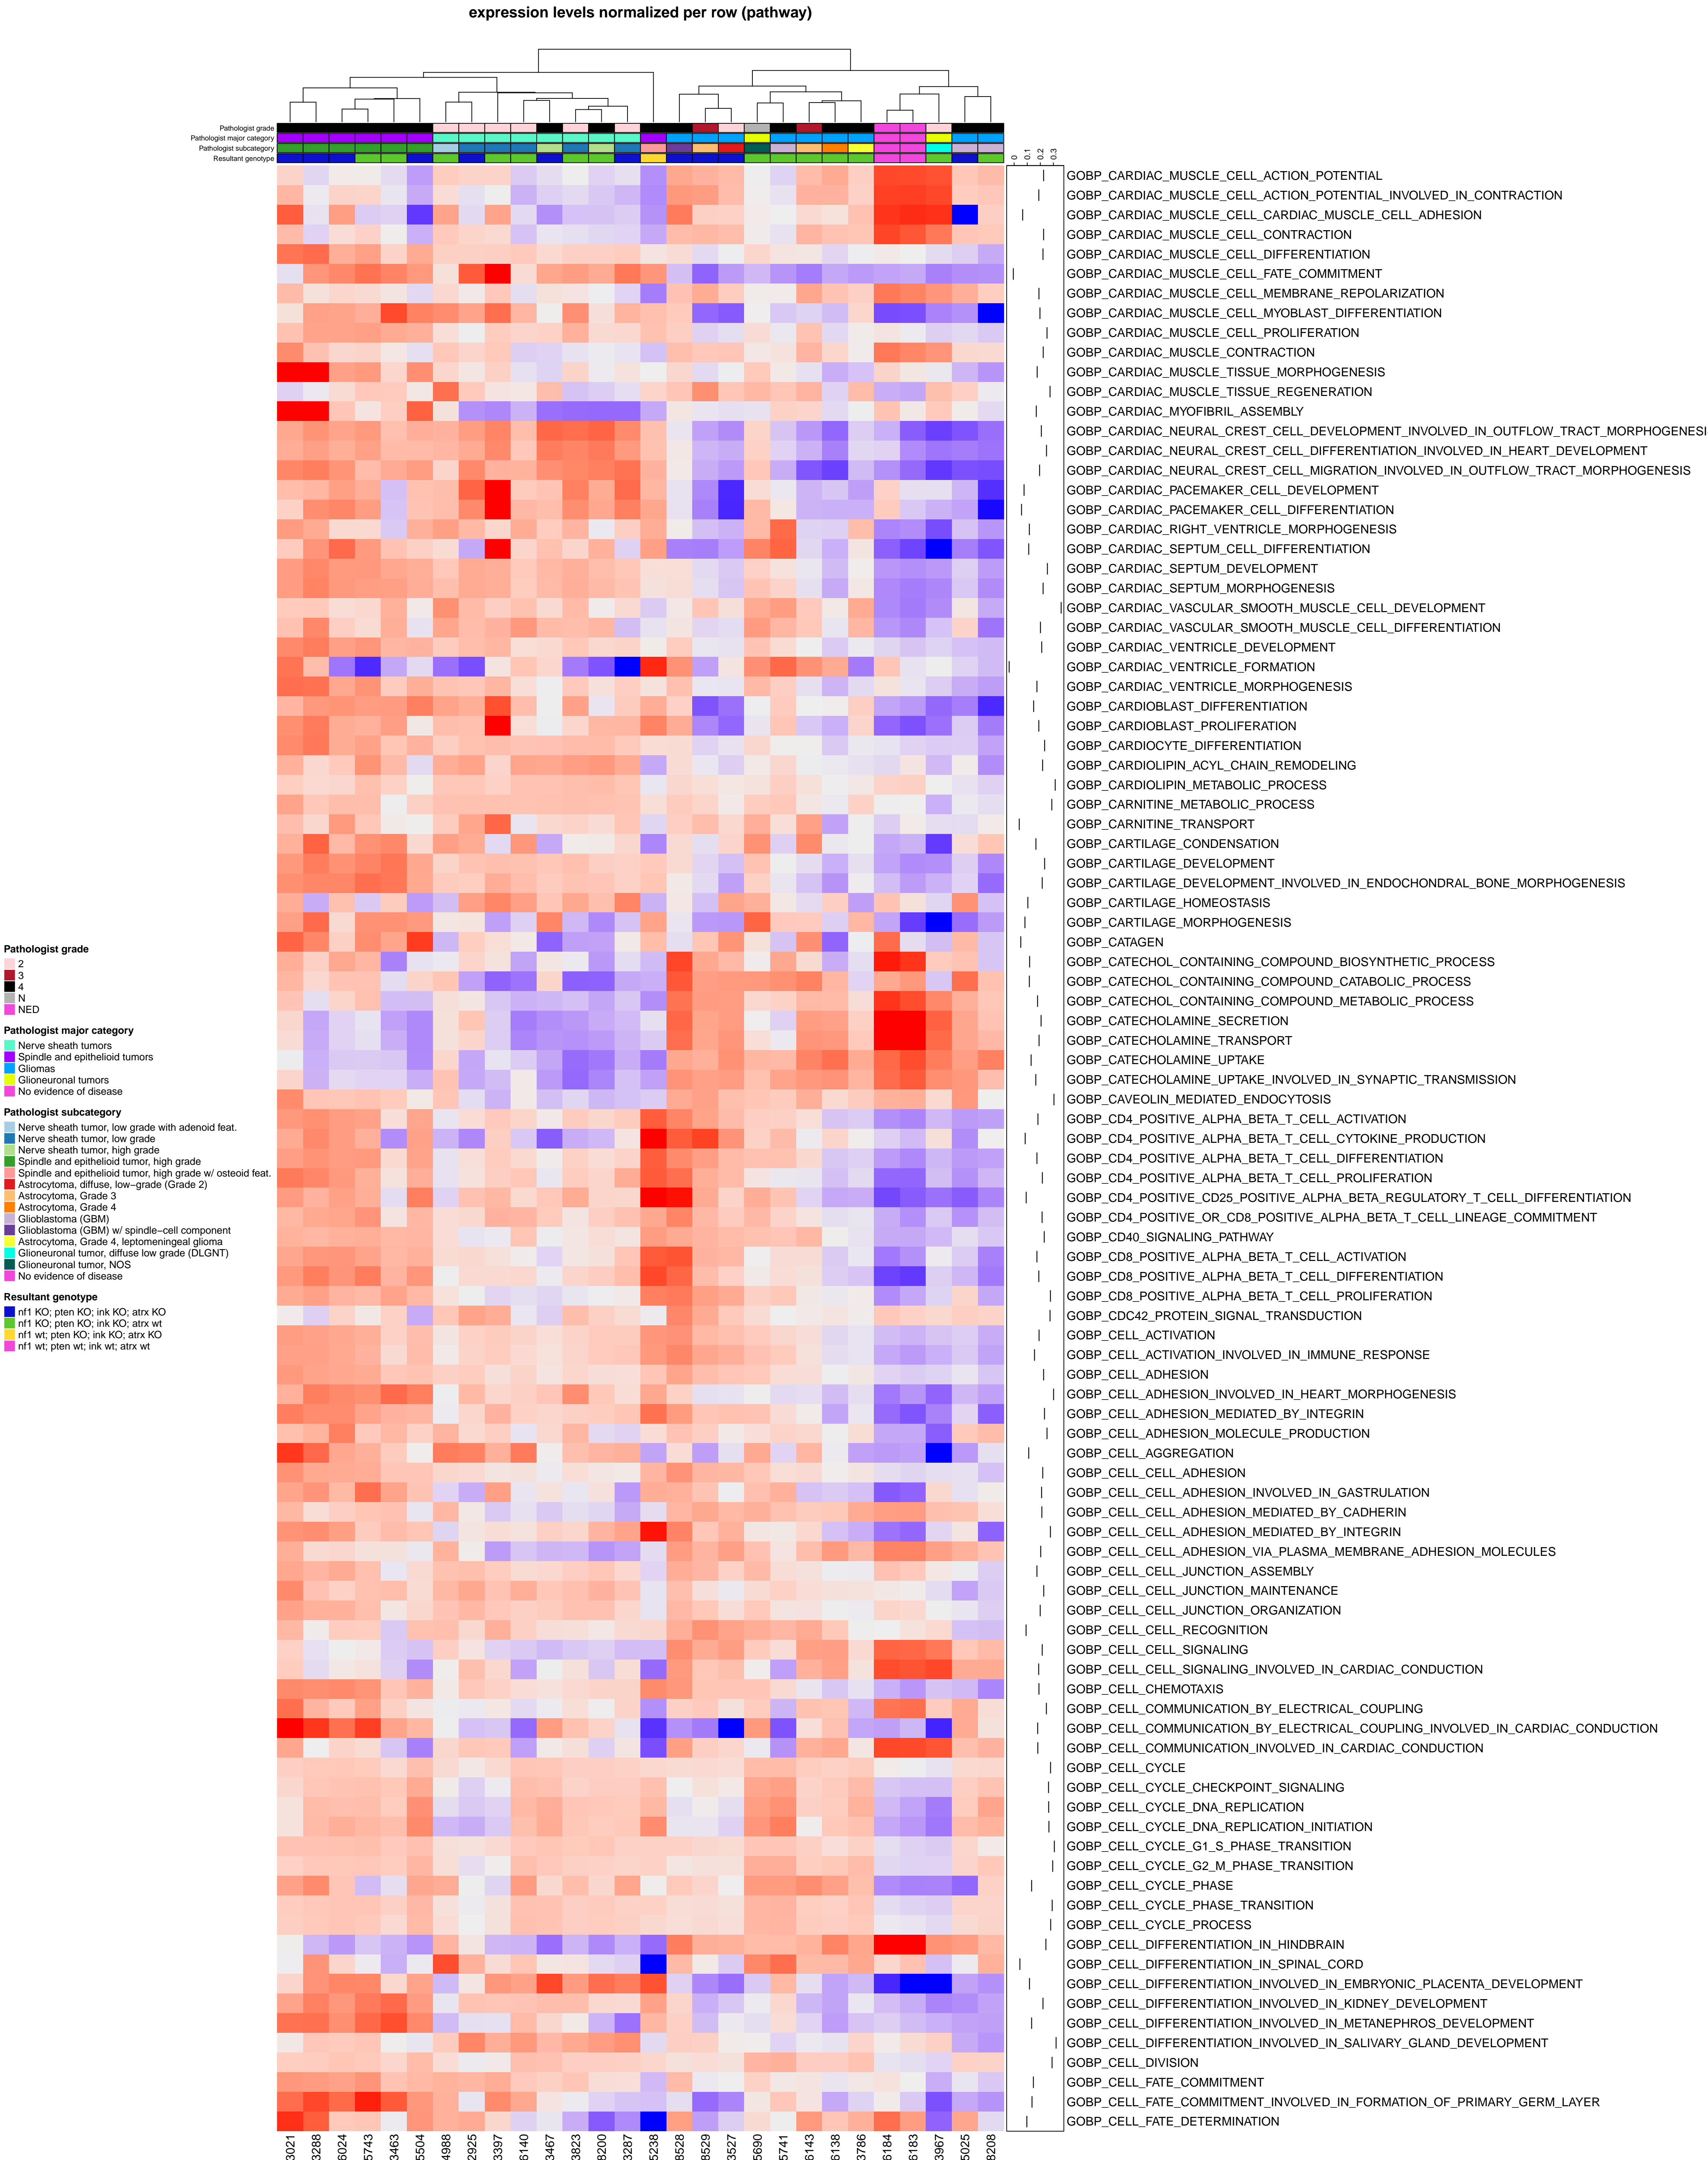 expression levels normalized per row (pathway)
Pathologist grade
Pathologist major category
Pathologist subcategory
Resultant genotype
0
0.1
0.2
0.3
GOBP_CARDIAC_MUSCLE_CELL_ACTION_POTENTIAL
GOBP_CARDIAC_MUSCLE_CELL_ACTION_POTENTIAL_INVOLVED_IN_CONTRACTION
GOBP_CARDIAC_MUSCLE_CELL_CARDIAC_MUSCLE_CELL_ADHESION
GOBP_CARDIAC_MUSCLE_CELL_CONTRACTION
GOBP_CARDIAC_MUSCLE_CELL_DIFFERENTIATION
GOBP_CARDIAC_MUSCLE_CELL_FATE_COMMITMENT
GOBP_CARDIAC_MUSCLE_CELL_MEMBRANE_REPOLARIZATION
GOBP_CARDIAC_MUSCLE_CELL_MYOBLAST_DIFFERENTIATION
GOBP_CARDIAC_MUSCLE_CELL_PROLIFERATION
GOBP_CARDIAC_MUSCLE_CONTRACTION
GOBP_CARDIAC_MUSCLE_TISSUE_MORPHOGENESIS
GOBP_CARDIAC_MUSCLE_TISSUE_REGENERATION
GOBP_CARDIAC_MYOFIBRIL_ASSEMBLY
GOBP_CARDIAC_NEURAL_CREST_CELL_DEVELOPMENT_INVOLVED_IN_OUTFLOW_TRACT_MORPHOGENESI
GOBP_CARDIAC_NEURAL_CREST_CELL_DIFFERENTIATION_INVOLVED_IN_HEART_DEVELOPMENT
GOBP_CARDIAC_NEURAL_CREST_CELL_MIGRATION_INVOLVED_IN_OUTFLOW_TRACT_MORPHOGENESIS
GOBP_CARDIAC_PACEMAKER_CELL_DEVELOPMENT
GOBP_CARDIAC_PACEMAKER_CELL_DIFFERENTIATION
GOBP_CARDIAC_RIGHT_VENTRICLE_MORPHOGENESIS
GOBP_CARDIAC_SEPTUM_CELL_DIFFERENTIATION
GOBP_CARDIAC_SEPTUM_DEVELOPMENT
GOBP_CARDIAC_SEPTUM_MORPHOGENESIS
GOBP_CARDIAC_VASCULAR_SMOOTH_MUSCLE_CELL_DEVELOPMENT
GOBP_CARDIAC_VASCULAR_SMOOTH_MUSCLE_CELL_DIFFERENTIATION
GOBP_CARDIAC_VENTRICLE_DEVELOPMENT
GOBP_CARDIAC_VENTRICLE_FORMATION
GOBP_CARDIAC_VENTRICLE_MORPHOGENESIS
GOBP_CARDIOBLAST_DIFFERENTIATION
GOBP_CARDIOBLAST_PROLIFERATION
GOBP_CARDIOCYTE_DIFFERENTIATION
GOBP_CARDIOLIPIN_ACYL_CHAIN_REMODELING
GOBP_CARDIOLIPIN_METABOLIC_PROCESS
GOBP_CARNITINE_METABOLIC_PROCESS
GOBP_CARNITINE_TRANSPORT
GOBP_CARTILAGE_CONDENSATION
GOBP_CARTILAGE_DEVELOPMENT
GOBP_CARTILAGE_DEVELOPMENT_INVOLVED_IN_ENDOCHONDRAL_BONE_MORPHOGENESIS
GOBP_CARTILAGE_HOMEOSTASIS
GOBP_CARTILAGE_MORPHOGENESIS
GOBP_CATAGEN
GOBP_CATECHOL_CONTAINING_COMPOUND_BIOSYNTHETIC_PROCESS
GOBP_CATECHOL_CONTAINING_COMPOUND_CATABOLIC_PROCESS
GOBP_CATECHOL_CONTAINING_COMPOUND_METABOLIC_PROCESS
GOBP_CATECHOLAMINE_SECRETION
GOBP_CATECHOLAMINE_TRANSPORT
GOBP_CATECHOLAMINE_UPTAKE
GOBP_CATECHOLAMINE_UPTAKE_INVOLVED_IN_SYNAPTIC_TRANSMISSION
GOBP_CAVEOLIN_MEDIATED_ENDOCYTOSIS
GOBP_CD4_POSITIVE_ALPHA_BETA_T_CELL_ACTIVATION
GOBP_CD4_POSITIVE_ALPHA_BETA_T_CELL_CYTOKINE_PRODUCTION
GOBP_CD4_POSITIVE_ALPHA_BETA_T_CELL_DIFFERENTIATION
GOBP_CD4_POSITIVE_ALPHA_BETA_T_CELL_PROLIFERATION
GOBP_CD4_POSITIVE_CD25_POSITIVE_ALPHA_BETA_REGULATORY_T_CELL_DIFFERENTIATION
GOBP_CD4_POSITIVE_OR_CD8_POSITIVE_ALPHA_BETA_T_CELL_LINEAGE_COMMITMENT
GOBP_CD40_SIGNALING_PATHWAY
GOBP_CD8_POSITIVE_ALPHA_BETA_T_CELL_ACTIVATION
GOBP_CD8_POSITIVE_ALPHA_BETA_T_CELL_DIFFERENTIATION
GOBP_CD8_POSITIVE_ALPHA_BETA_T_CELL_PROLIFERATION
GOBP_CDC42_PROTEIN_SIGNAL_TRANSDUCTION
GOBP_CELL_ACTIVATION
GOBP_CELL_ACTIVATION_INVOLVED_IN_IMMUNE_RESPONSE
GOBP_CELL_ADHESION
GOBP_CELL_ADHESION_INVOLVED_IN_HEART_MORPHOGENESIS
GOBP_CELL_ADHESION_MEDIATED_BY_INTEGRIN
GOBP_CELL_ADHESION_MOLECULE_PRODUCTION
GOBP_CELL_AGGREGATION
GOBP_CELL_CELL_ADHESION
GOBP_CELL_CELL_ADHESION_INVOLVED_IN_GASTRULATION
GOBP_CELL_CELL_ADHESION_MEDIATED_BY_CADHERIN
GOBP_CELL_CELL_ADHESION_MEDIATED_BY_INTEGRIN
GOBP_CELL_CELL_ADHESION_VIA_PLASMA_MEMBRANE_ADHESION_MOLECULES
GOBP_CELL_CELL_JUNCTION_ASSEMBLY
GOBP_CELL_CELL_JUNCTION_MAINTENANCE
GOBP_CELL_CELL_JUNCTION_ORGANIZATION
GOBP_CELL_CELL_RECOGNITION
GOBP_CELL_CELL_SIGNALING
GOBP_CELL_CELL_SIGNALING_INVOLVED_IN_CARDIAC_CONDUCTION
GOBP_CELL_CHEMOTAXIS
GOBP_CELL_COMMUNICATION_BY_ELECTRICAL_COUPLING
GOBP_CELL_COMMUNICATION_BY_ELECTRICAL_COUPLING_INVOLVED_IN_CARDIAC_CONDUCTION
GOBP_CELL_COMMUNICATION_INVOLVED_IN_CARDIAC_CONDUCTION
GOBP_CELL_CYCLE
GOBP_CELL_CYCLE_CHECKPOINT_SIGNALING
GOBP_CELL_CYCLE_DNA_REPLICATION
GOBP_CELL_CYCLE_DNA_REPLICATION_INITIATION
GOBP_CELL_CYCLE_G1_S_PHASE_TRANSITION
GOBP_CELL_CYCLE_G2_M_PHASE_TRANSITION
GOBP_CELL_CYCLE_PHASE
GOBP_CELL_CYCLE_PHASE_TRANSITION
GOBP_CELL_CYCLE_PROCESS
GOBP_CELL_DIFFERENTIATION_IN_HINDBRAIN
GOBP_CELL_DIFFERENTIATION_IN_SPINAL_CORD
GOBP_CELL_DIFFERENTIATION_INVOLVED_IN_EMBRYONIC_PLACENTA_DEVELOPMENT
GOBP_CELL_DIFFERENTIATION_INVOLVED_IN_KIDNEY_DEVELOPMENT
GOBP_CELL_DIFFERENTIATION_INVOLVED_IN_METANEPHROS_DEVELOPMENT
GOBP_CELL_DIFFERENTIATION_INVOLVED_IN_SALIVARY_GLAND_DEVELOPMENT
GOBP_CELL_DIVISION
GOBP_CELL_FATE_COMMITMENT
GOBP_CELL_FATE_COMMITMENT_INVOLVED_IN_FORMATION_OF_PRIMARY_GERM_LAYER
GOBP_CELL_FATE_DETERMINATION
Pathologist grade
2
3
4
N
NED
Pathologist major category
Nerve sheath tumors
Spindle and epithelioid tumors
Gliomas
Glioneuronal tumors
No evidence of disease
Pathologist subcategory
Nerve sheath tumor, low grade with adenoid feat.
Nerve sheath tumor, low grade
Nerve sheath tumor, high grade
Spindle and epithelioid tumor, high grade
Spindle and epithelioid tumor, high grade w/ osteoid feat.
Astrocytoma, diffuse, low−grade (Grade 2)
Astrocytoma, Grade 3
Astrocytoma, Grade 4
Glioblastoma (GBM)
Glioblastoma (GBM) w/ spindle−cell component
Astrocytoma, Grade 4, leptomeningeal glioma
Glioneuronal tumor, diffuse low grade (DLGNT)
Glioneuronal tumor, NOS
No evidence of disease
Resultant genotype
nf1 KO; pten KO; ink KO; atrx KO
nf1 KO; pten KO; ink KO; atrx wt
nf1 wt; pten KO; ink KO; atrx KO
nf1 wt; pten wt; ink wt; atrx wt
3021
3288
6024
5743
3463
5504
4988
2925
3397
6140
3467
3823
8200
3287
5238
8528
8529
3527
5690
5741
6143
6138
3786
6184
6183
3967
5025
8208